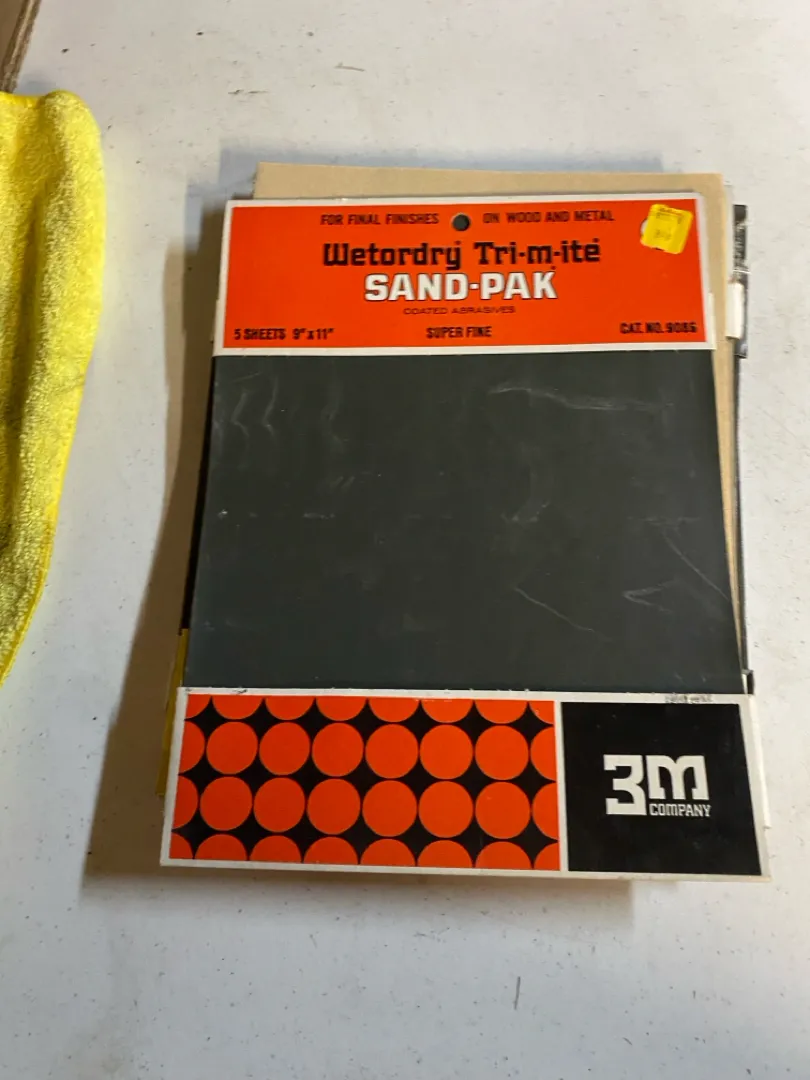 FOR FINAL FINISHES ON WOOD AND METAL
Wetordry Tri-m-ite
SAND-PAK
COATED ABRASIVES
5 SHEETS 9" x 11" SUPER FINE CAT. NO. 9086
3M
COMPANY